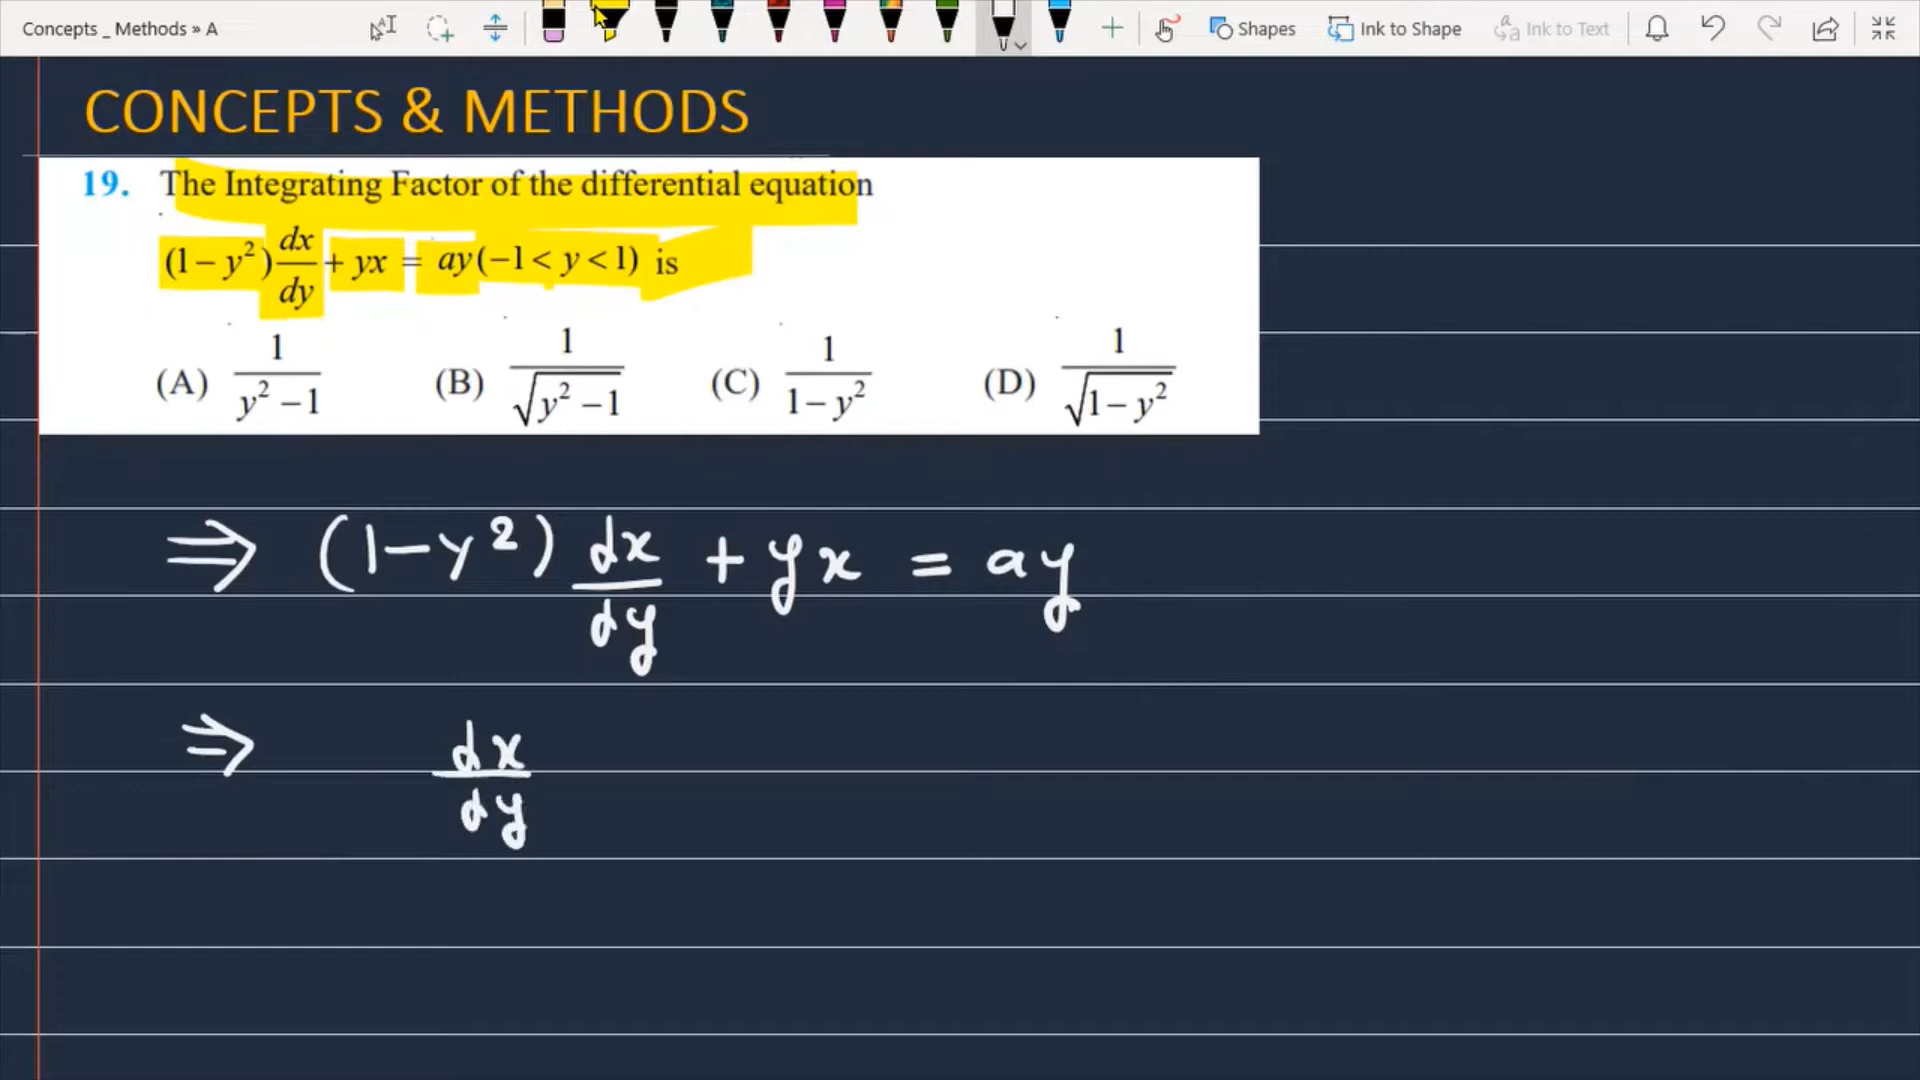 Concepts _ Methods » A
Shapes Ink to Shape Ink to Text
CONCEPTS & METHODS
19. The Integrating Factor of the differential equation
(1 – y²) dx/dy + yx = ay (–1 < y < 1) is
(A) 1/(y² – 1) (B) 1/√(y² – 1) (C) 1/(1 – y²) (D) 1/√(1 – y²)
⇒ (1 – y²) dx/dy + yx = ay
⇒ dx/dy